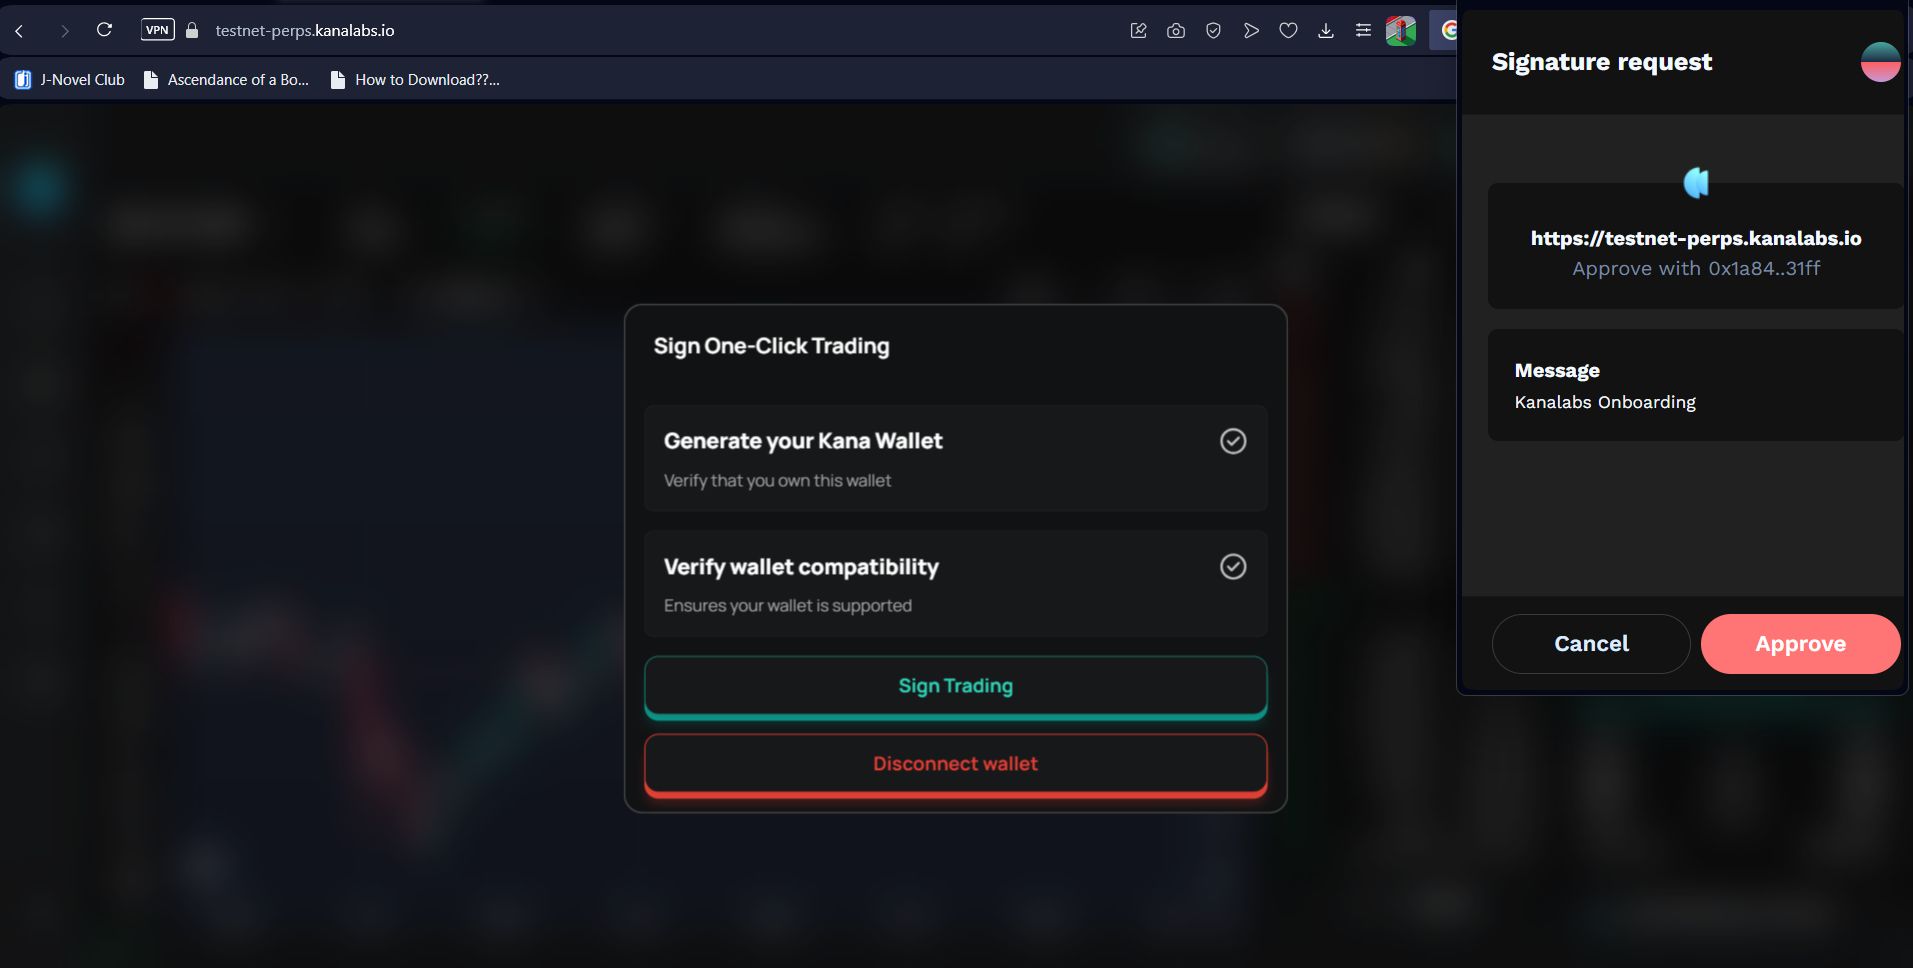 VPN
testnet-perps.kanalabs.io
J-Novel Club
Ascendance of a Bo...
How to Download??...
Sign One-Click Trading
Generate your Kana Wallet
Verify that you own this wallet
Verify wallet compatibility
Ensures your wallet is supported
Sign Trading
Disconnect wallet
Signature request
https://testnet-perps.kanalabs.io
Approve with 0x1a84..31ff
Message
Kanalabs Onboarding
Cancel
Approve